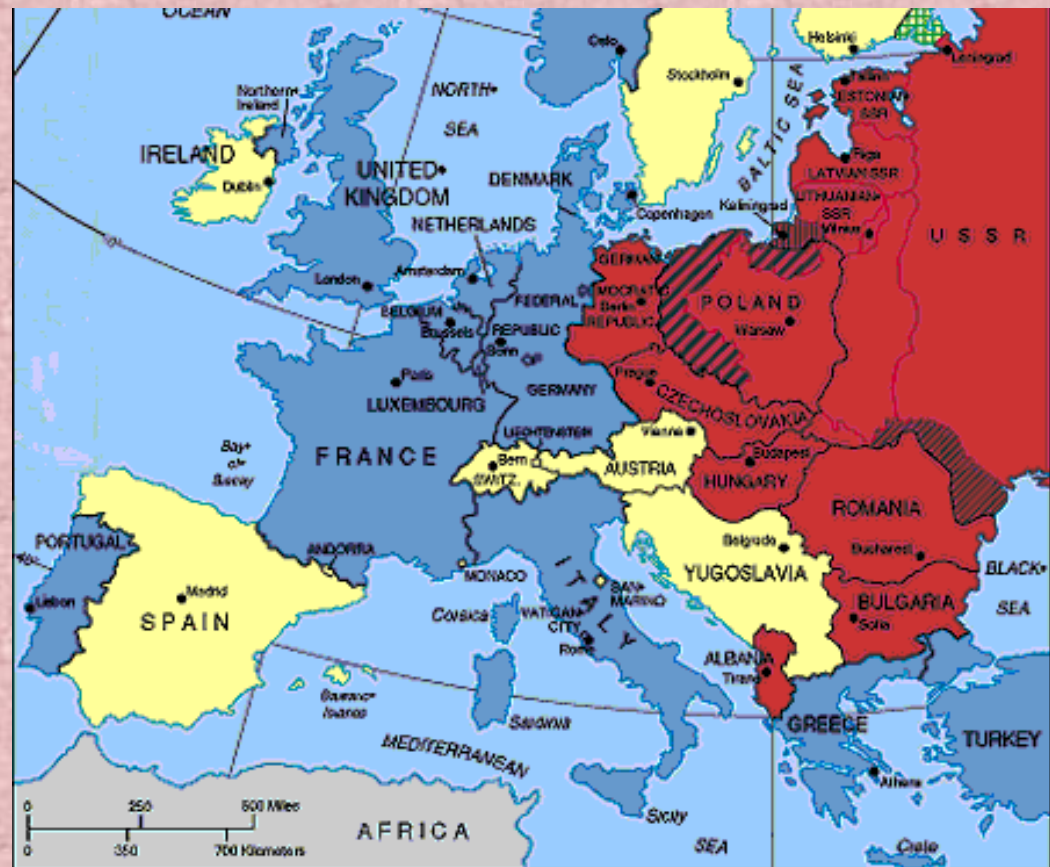 OCEAN
Oslo
Helsinki
Leningrad
Stockholm
Tallinn
ESTONIAN
SSR
Northern
Ireland
NORTH
SEA
BALTIC SEA
IRELAND
Dublin
UNITED
KINGDOM
DENMARK
Riga
LATVIAN SSR
LITHUANIAN
SSR
Vilnius
Kaliningrad
Copenhagen
NETHERLANDS
USSR
London
Amsterdam
GERMAN
DEMOCRATIC
Berlin
REPUBLIC
POLAND
Warsaw
BELGIUM
Brussels
FEDERAL
REPUBLIC
Bonn
OF
GERMANY
Paris
LUXEMBOURG
Prague
CZECHOSLOVAKIA
LIECHTENSTEIN
Vienna
Bay
of
Biscay
FRANCE
Bern
SWITZ.
AUSTRIA
Budapest
HUNGARY
ROMANIA
Bucharest
PORTUGAL
Lisbon
ANDORRA
MONACO
Belgrade
YUGOSLAVIA
BLACK
SEA
Madrid
SPAIN
Corsica
ITALY
SAN
MARINO
VATICAN
CITY
Rome
BULGARIA
Sofia
ALBANIA
Tirane
Islands
Sardinia
GREECE
TURKEY
MEDITERRANSAN
Athens
Sicily
SEA
Crete
AFRICA
0 250 500 Miles
0 350 700 Kilometers